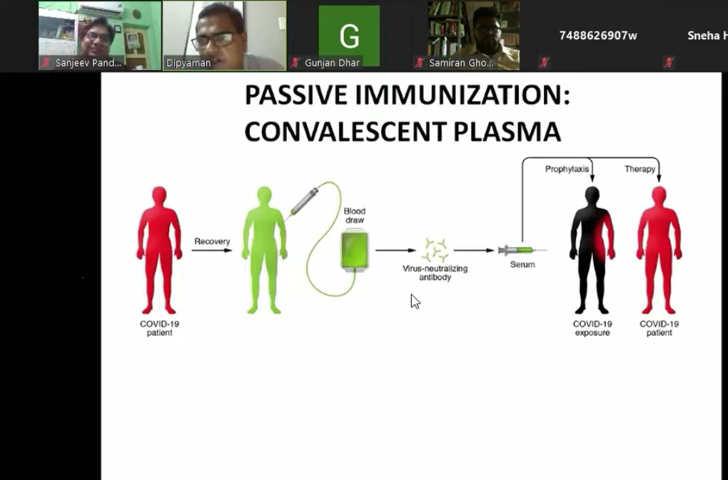 G
7488626907w
Sneha H
Sanjeev Pand...
Dipyaman
Gunjan Dhar
Samiran Gho...
PASSIVE IMMUNIZATION:
CONVALESCENT PLASMA
Prophylaxis
Therapy
Recovery
Blood
draw
Virus-neutralizing
antibody
Serum
COVID-19
patient
COVID-19
exposure
COVID-19
patient